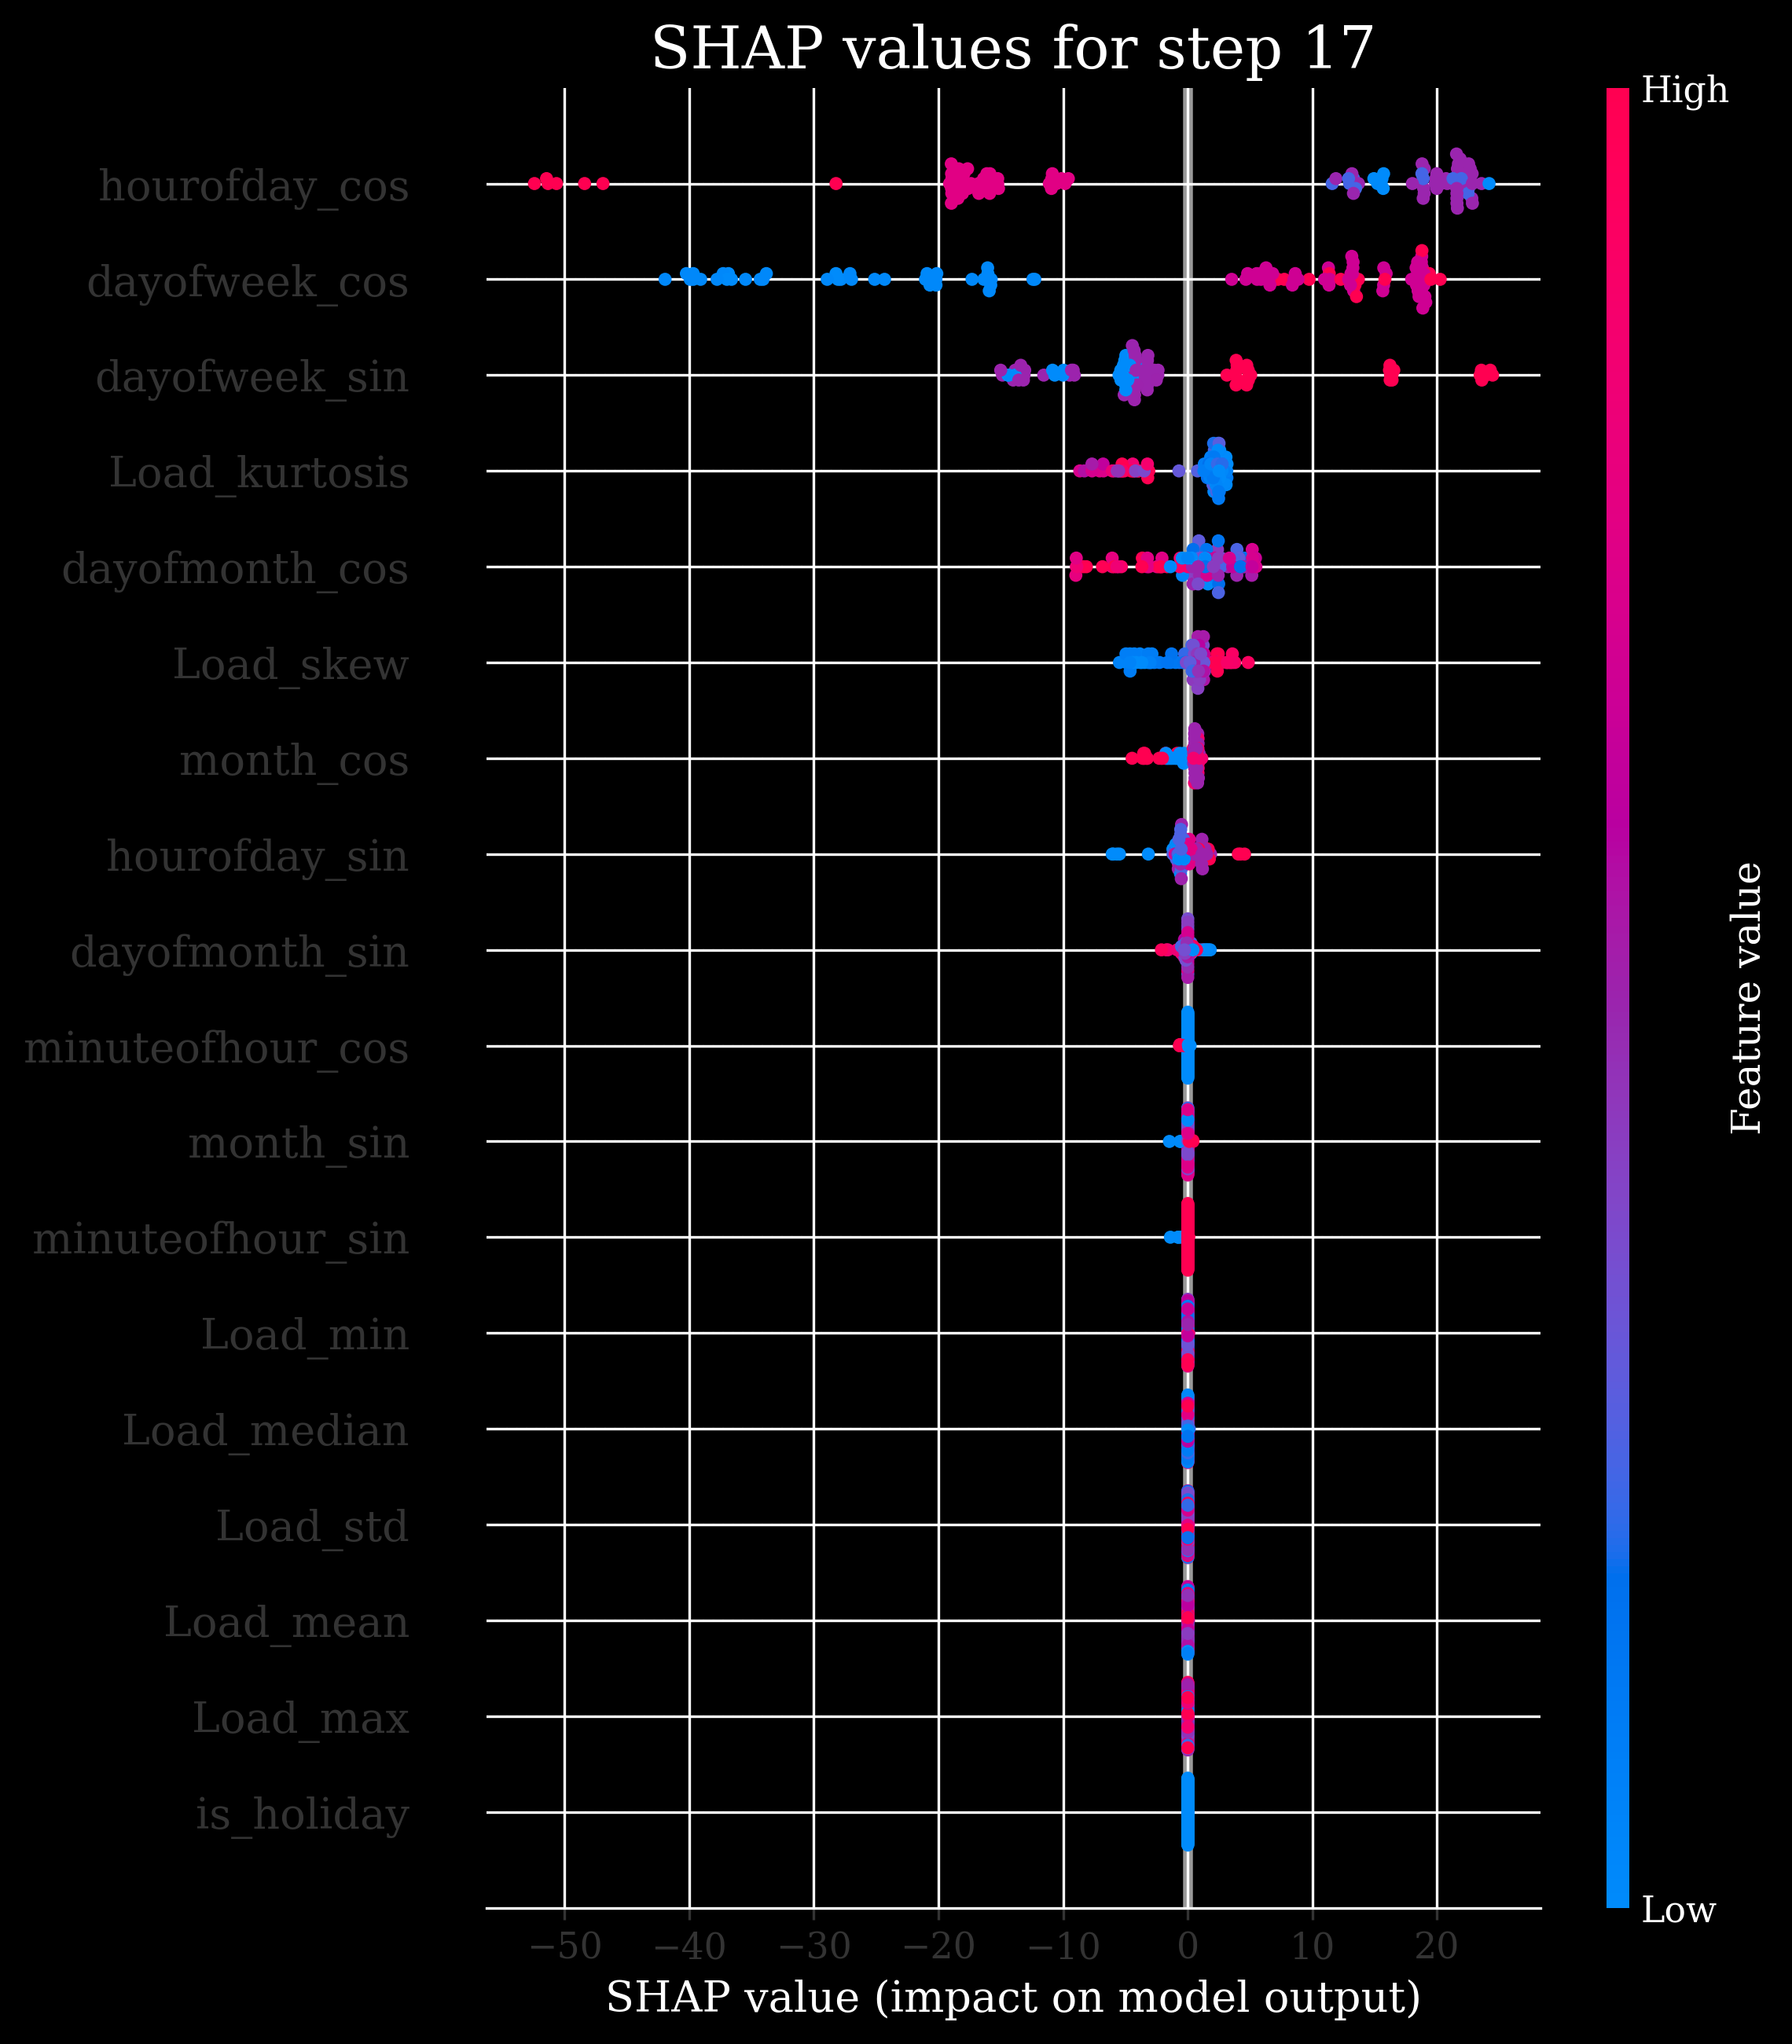 SHAP values for step 17
High
hourofday_cos
dayofweek_cos
dayofweek_sin
Load_kurtosis
dayofmonth_cos
Load_skew
month_cos
hourofday_sin
dayofmonth_sin
minuteofhour_cos
month_sin
minuteofhour_sin
Load_min
Load_median
Load_std
Load_mean
Load_max
is_holiday
Feature value
Low
−50 −40 −30 −20 −10 0 10 20
SHAP value (impact on model output)